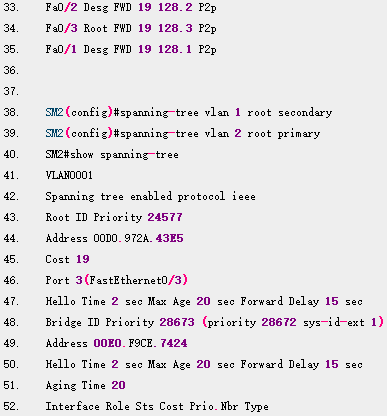 33. Fa0/2 Desg FWD 19 128.2 P2p
34. Fa0/3 Root FWD 19 128.3 P2p
35. Fa0/1 Desg FWD 19 128.1 P2p
36.
37.
38. SM2(config)#spanning-tree vlan 1 root secondary
39. SM2(config)#spanning-tree vlan 2 root primary
40. SM2#show spanning-tree
41. VLAN0001
42. Spanning tree enabled protocol ieee
43. Root ID Priority 24577
44. Address 00D0.972A.43E5
45. Cost 19
46. Port 3(FastEthernet0/3)
47. Hello Time 2 sec Max Age 20 sec Forward Delay 15 sec
48. Bridge ID Priority 28673 (priority 28672 sys-id-ext 1)
49. Address 00E0.F9CE.7424
50. Hello Time 2 sec Max Age 20 sec Forward Delay 15 sec
51. Aging Time 20
52. Interface Role Sts Cost Prio.Nbr Type